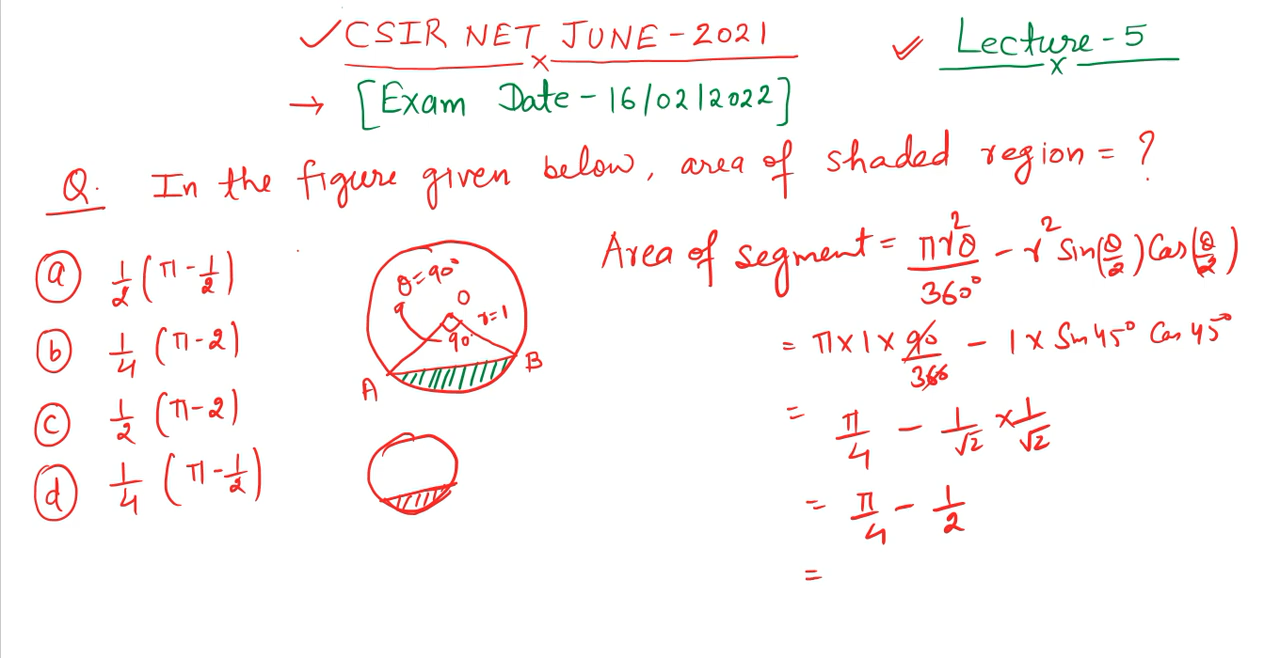 ✓CSIR NET JUNE-2021
✓ Lecture-5
→ [Exam Date-16/02/2022]
Q. In the figure given below, area of shaded region = ?
(a) 1/2 (π - 1/2)
(b) 1/4 (π-2)
(c) 1/2 (π-2)
(d) 1/4 (π-1/2)
θ=90°
O
r=1
90°
A
B
Area of segment = πr²θ/360° - r² Sin(θ/2) Cos(θ/2)
= π×1×90/360 - 1× Sin45° Cos 45°
= π/4 - 1/√2 × 1/√2
= π/4 - 1/2
=